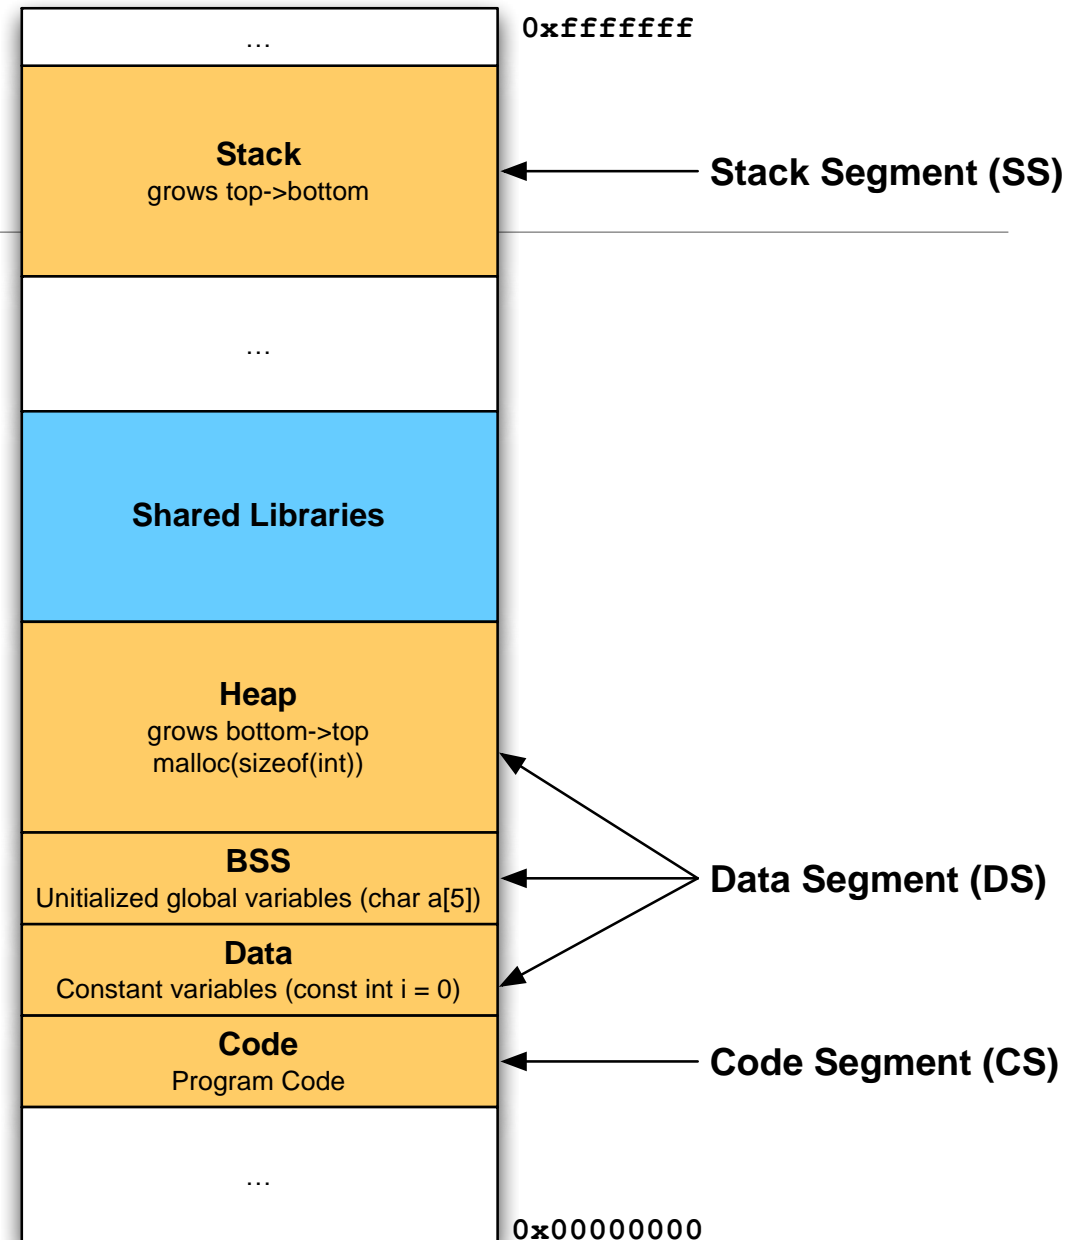 …
0xfffffff
Stack
grows top->bottom
Stack Segment (SS)
…
Shared Libraries
Heap
grows bottom->top
malloc(sizeof(int))
BSS
Unitialized global variables (char a[5])
Data Segment (DS)
Data
Constant variables (const int i = 0)
Code
Program Code
Code Segment (CS)
…
0x00000000